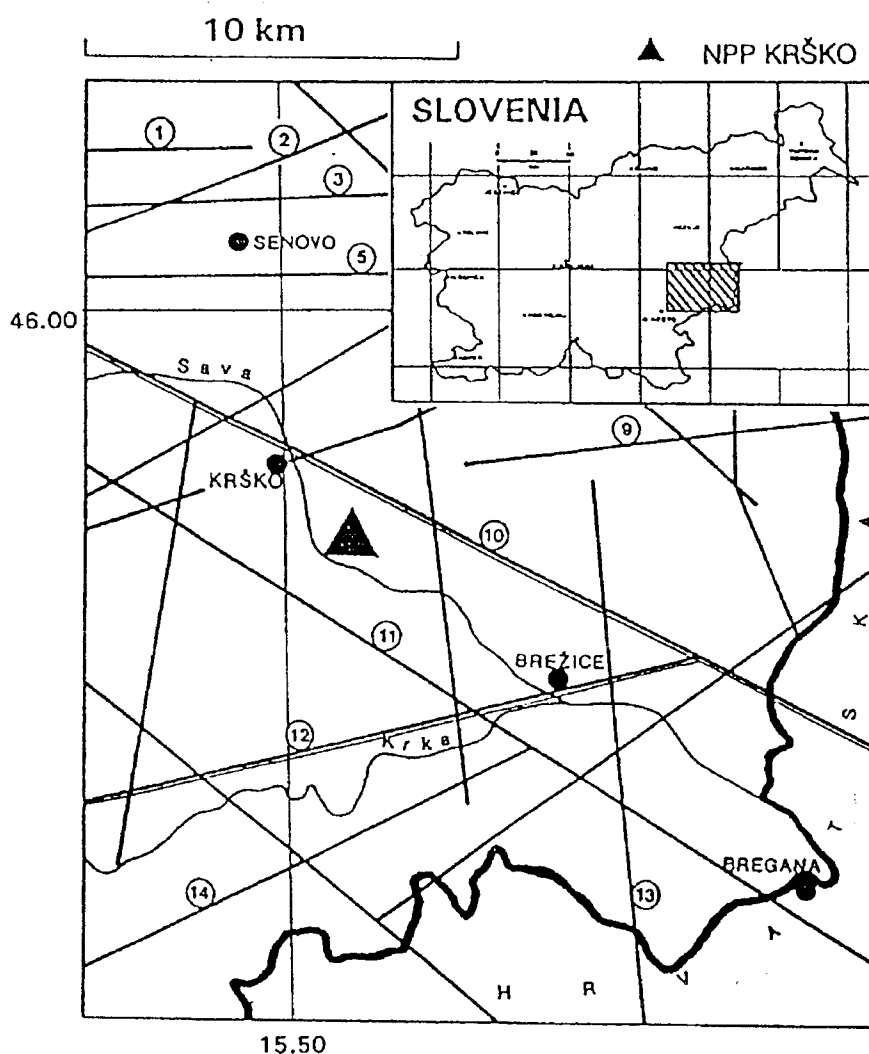 10 km
NPP KRŠKO
SLOVENIA
1
2
3
SENOVO
5
46.00
Sava
9
KRŠKO
10
11
BREŽICE
12
Krka
BREGANA
14
13
H R V A T S K A
15.50